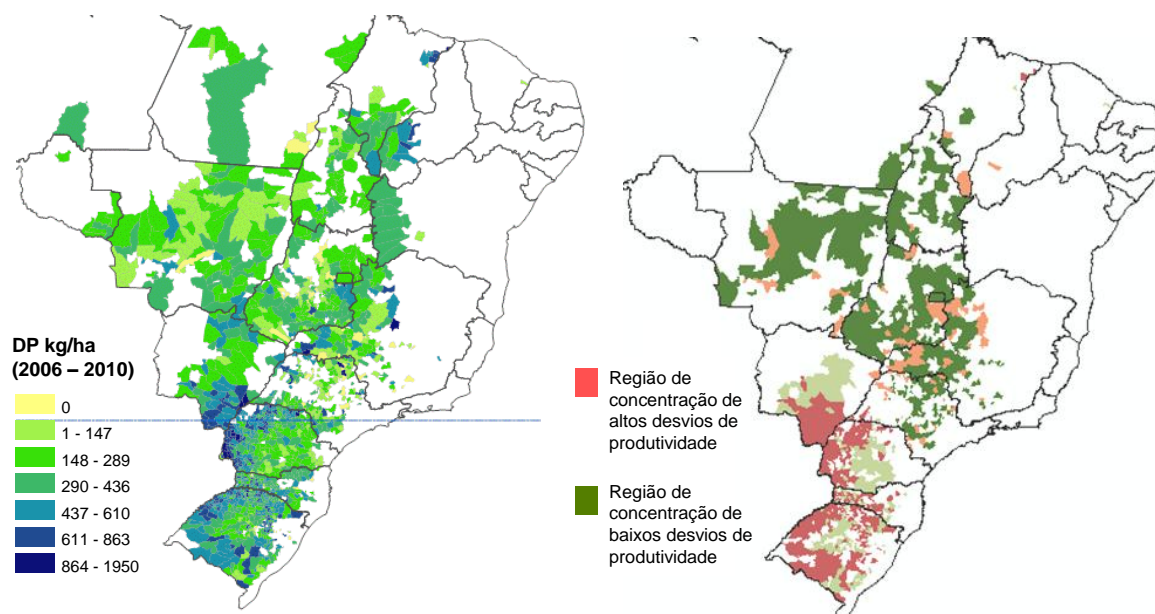 DP kg/ha
(2006 – 2010)
0
1 - 147
148 - 289
290 - 436
437 - 610
611 - 863
864 - 1950
Região de
concentração de
altos desvios de
produtividade
Região de
concentração de
baixos desvios de
produtividade